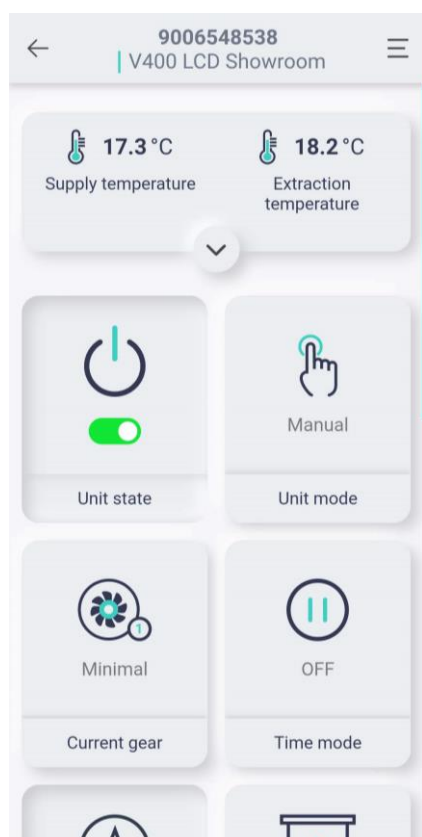 9006548538
V400 LCD Showroom
17.3 °C
Supply temperature
18.2 °C
Extraction
temperature
Manual
Unit state
Unit mode
1
Minimal
OFF
Current gear
Time mode